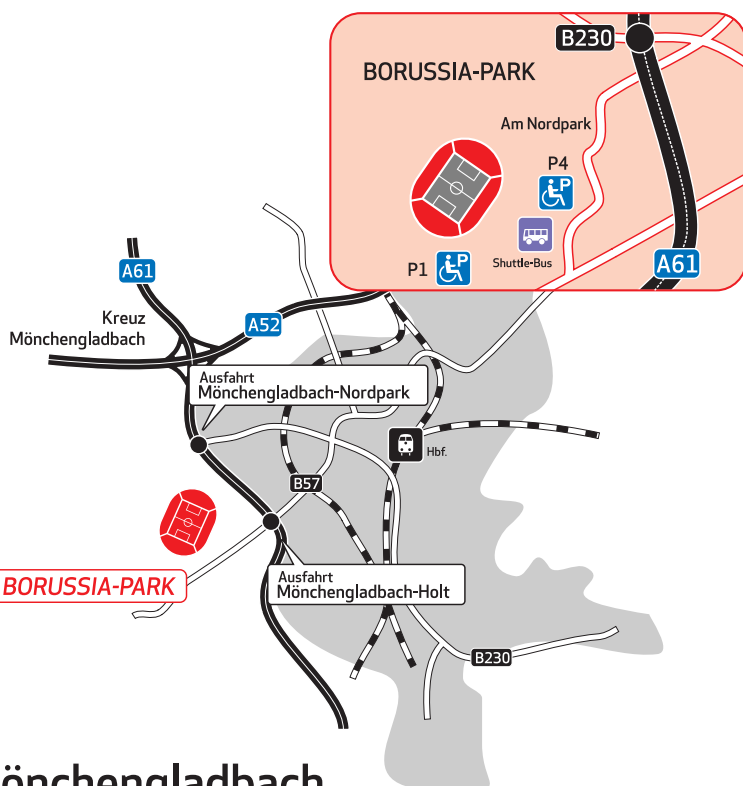 B230
BORUSSIA-PARK
Am Nordpark
P4
P
Shuttle-Bus
P1
P
A61
A61
Kreuz
Mönchengladbach
A52
Ausfahrt
Mönchengladbach-Nordpark
Hbf.
B57
BORUSSIA-PARK
Ausfahrt
Mönchengladbach-Holt
B230
önchengladbach